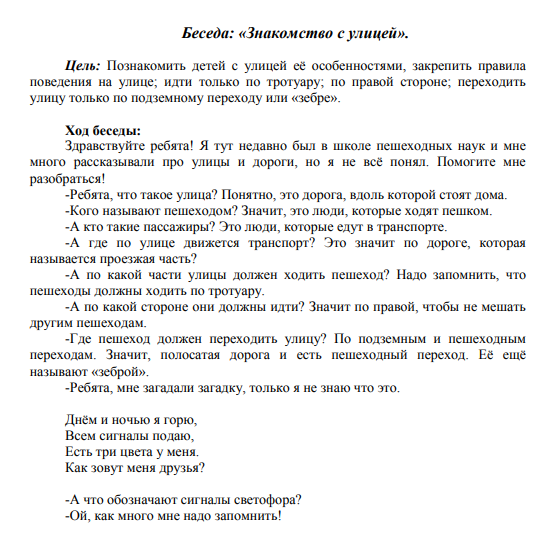 Беседа: «Знакомство с улицей».
Цель: Познакомить детей с улицей её особенностями, закрепить правила
поведения на улице; идти только по тротуару; по правой стороне; переходить
улицу только по подземному переходу или «зебре».
Ход беседы:
Здравствуйте ребята! Я тут недавно был в школе пешеходных наук и мне
много рассказывали про улицы и дороги, но я не всё понял. Помогите мне
разобраться!
-Ребята, что такое улица? Понятно, это дорога, вдоль которой стоят дома.
-Кого называют пешеходом? Значит, это люди, которые ходят пешком.
-А кто такие пассажиры? Это люди, которые едут в транспорте.
-А где по улице движется транспорт? Это значит по дороге, которая
называется проезжая часть?
-А по какой части улицы должен ходить пешеход? Надо запомнить, что
пешеходы должны ходить по тротуару.
-А по какой стороне они должны идти? Значит по правой, чтобы не мешать
другим пешеходам.
-Где пешеход должен переходить улицу? По подземным и пешеходным
переходам. Значит, полосатая дорога и есть пешеходный переход. Её ещё
называют «зеброй».
-Ребята, мне загадали загадку, только я не знаю что это.
Днём и ночью я горю,
Всем сигналы подаю,
Есть три цвета у меня.
Как зовут меня друзья?
-А что обозначают сигналы светофора?
-Ой, как много мне надо запомнить!